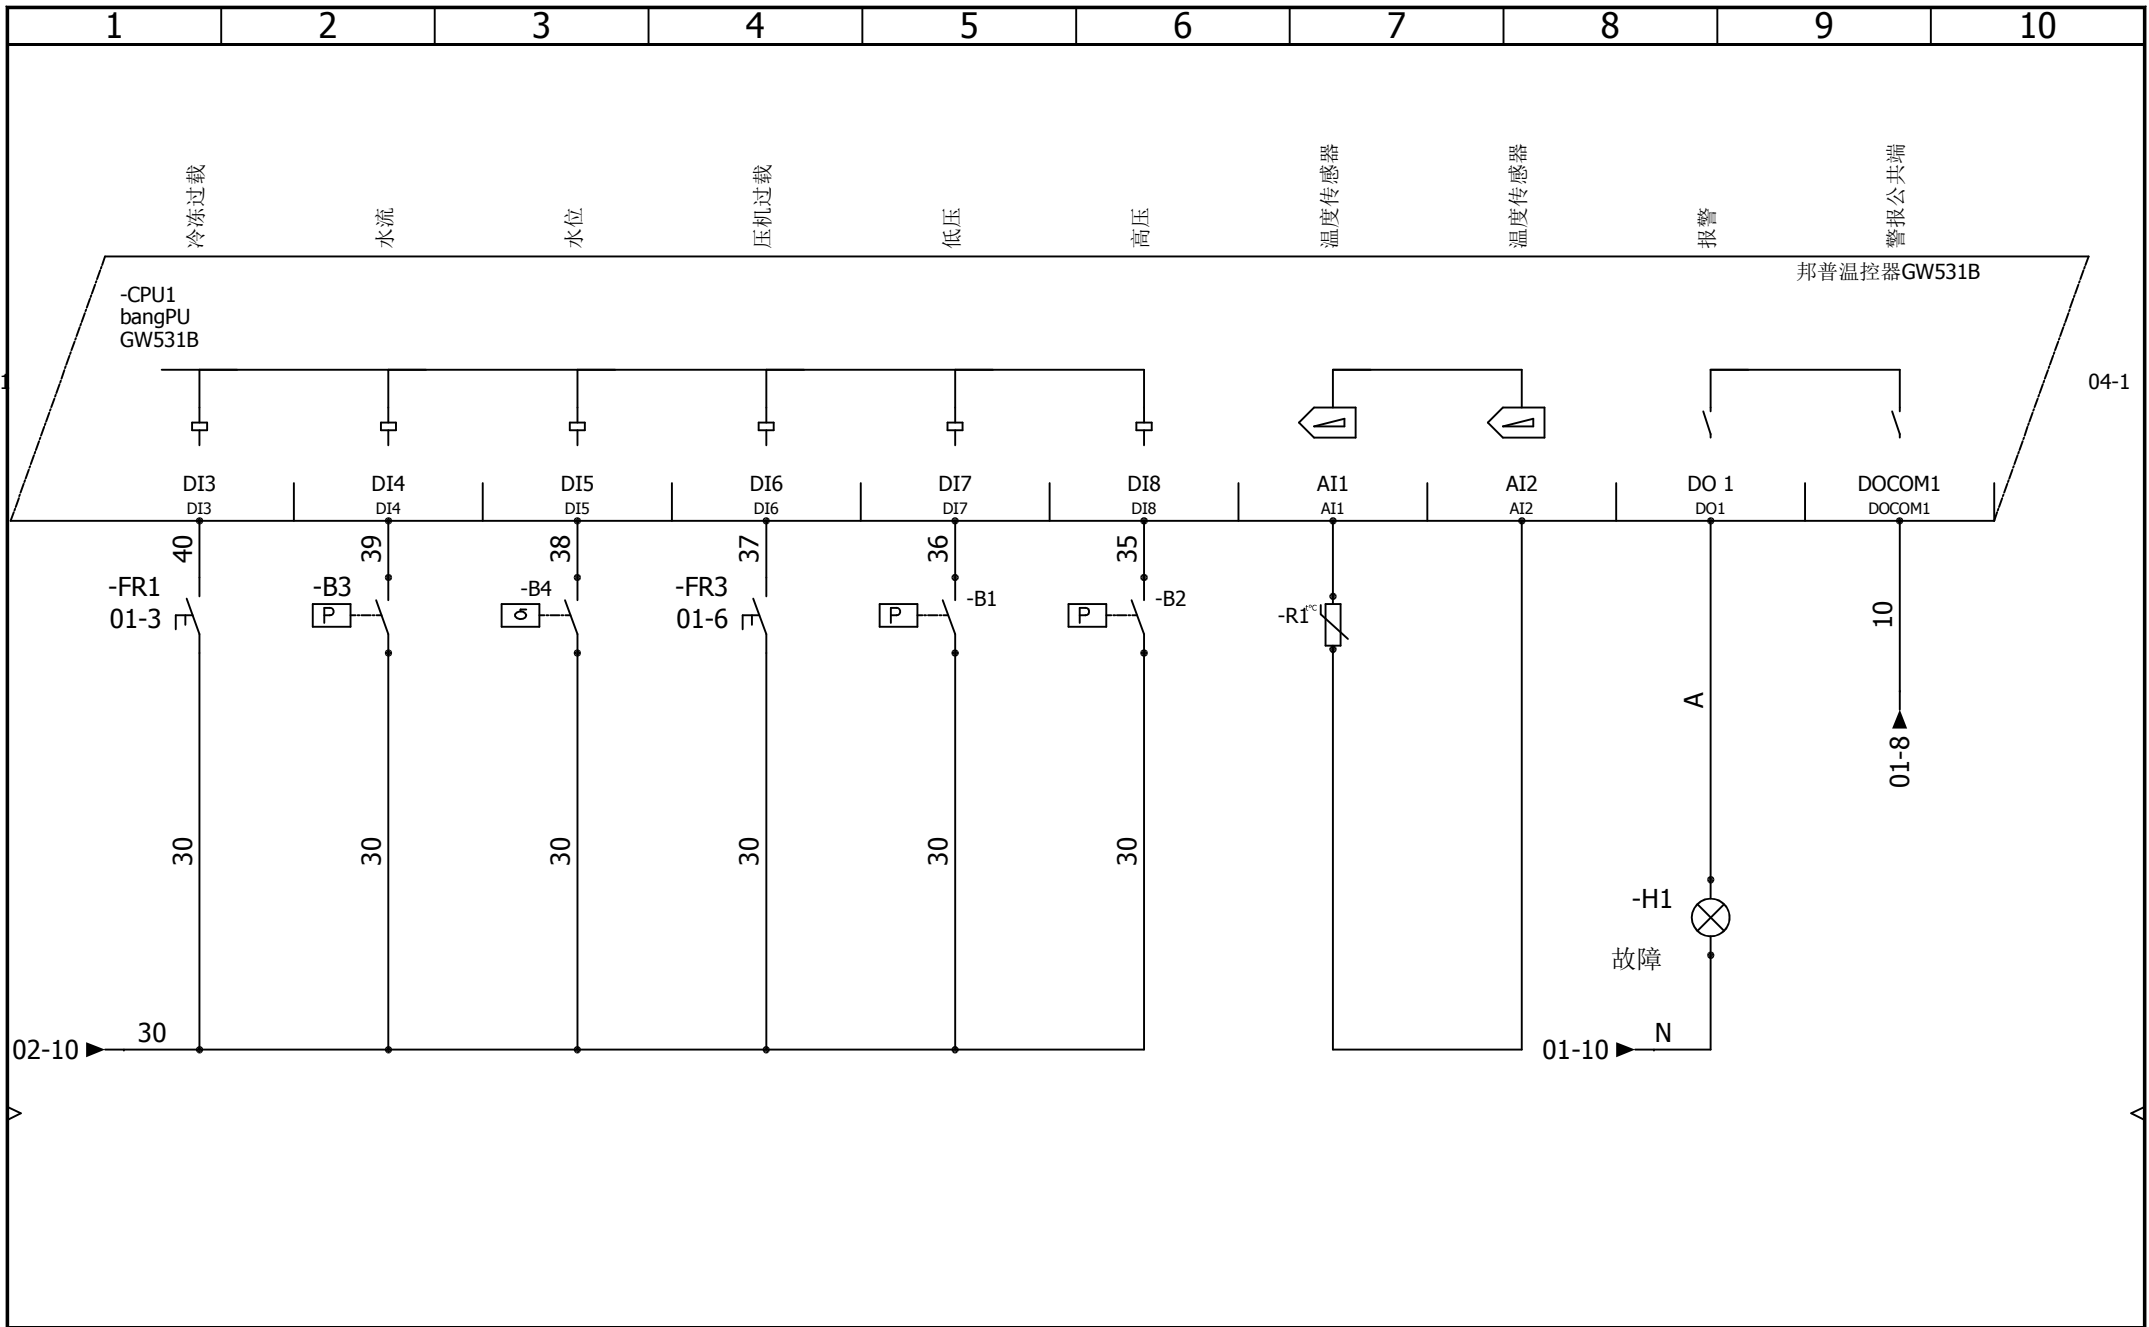 1 2 3 4 5 6 7 8 9 10
冷冻过载 水流 水位 压机过载 低压 高压 温度传感器 温度传感器 报警 警报公共端
邦普温控器GW531B
-CPU1
bangPU
GW531B
1
04-1
DI3 DI4 DI5 DI6 DI7 DI8 AI1 AI2 DO 1 DOCOM1
DI3 DI4 DI5 DI6 DI7 DI8 AI1 AI2 DO1 DOCOM1
40 39 38 37 36 35
-FR1 -B3 -B4 -FR3 -B1 -B2
01-3 P 01-6 P P -R1 t°C 10
A
01-8
30 30 30 30 30 30
-H1
故障
02-10 30 01-10 N